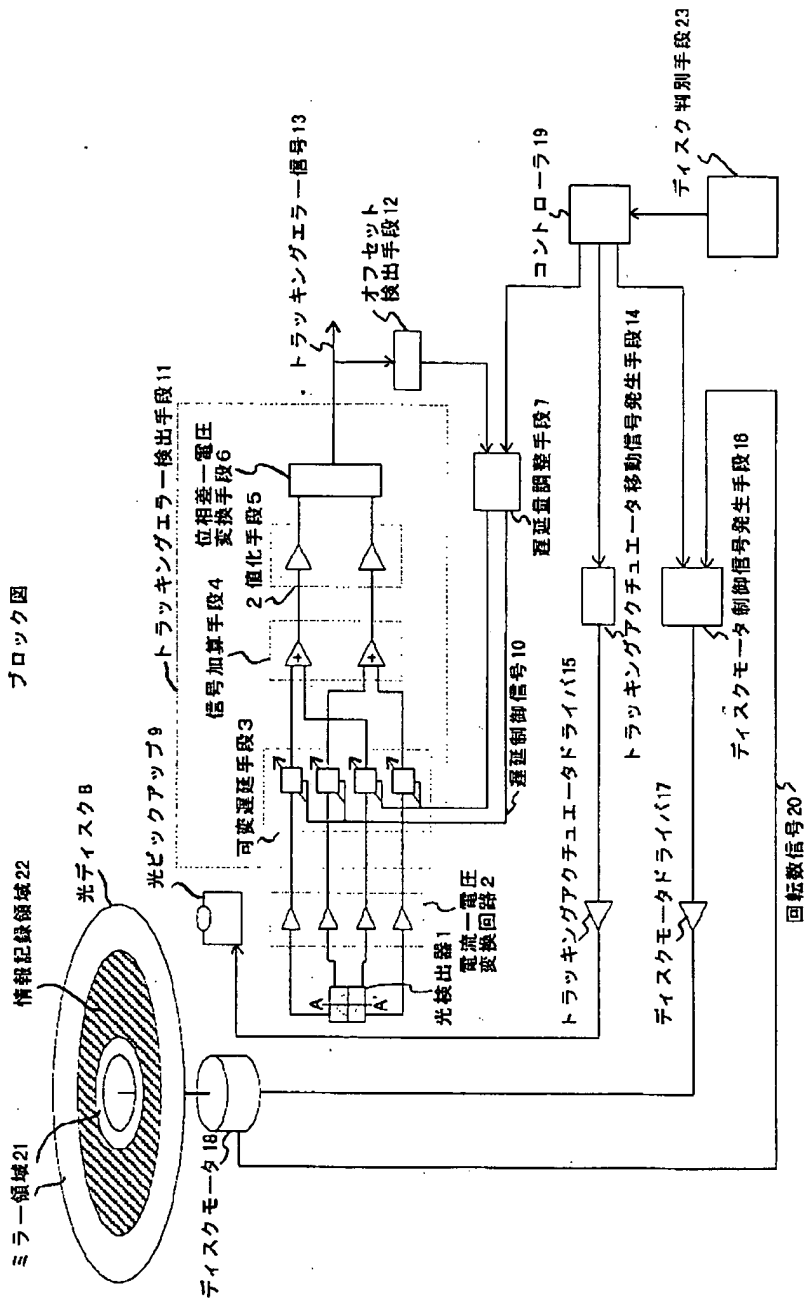 ブロック図
ミラー領域21
情報記録領域22
光ディスク8
光ピックアップ9
ディスクモータ18
トラッキングエラー検出手段11
可変遅延手段3
信号加算手段4
2値化手段5
位相差ー電圧
変換手段6
トラッキングエラー信号13
オフセット
検出手段12
光検出器1
A
A'
電流ー電圧
変換回路2
+
+
遅延制御信号10
遅延量調整手段7
コントローラ19
ディスク判別手段23
トラッキングアクチュエータドライバ15
トラッキングアクチュエータ移動信号発生手段14
ディスクモータドライバ17
ディスクモータ制御信号発生手段16
回転数信号20